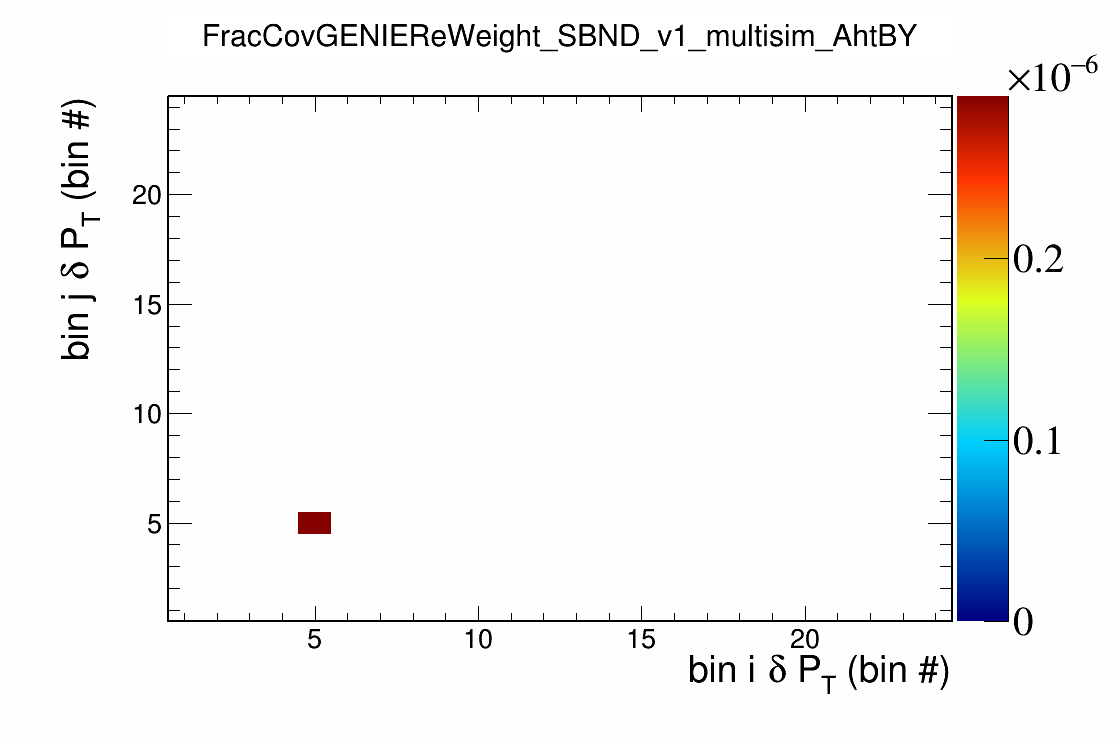 FracCovGENIEReWeight_SBND_v1_multisim_AhtBY
×10⁻⁶
bin j δ P_T (bin #)
20
15
10
5
0.2
0.1
0
5 10 15 20
bin i δ P_T (bin #)